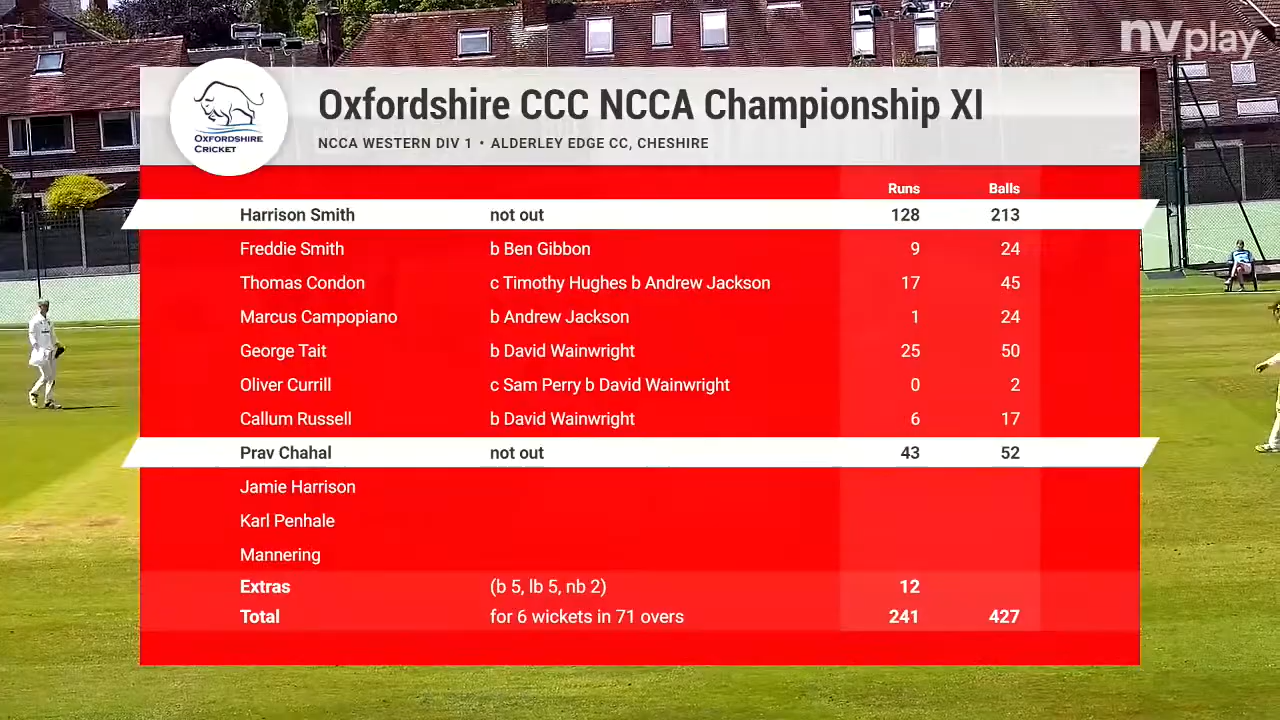 nvplay
Oxfordshire CCC NCCA Championship XI
OXFORDSHIRE
CRICKET
NCCA WESTERN DIV 1 • ALDERLEY EDGE CC, CHESHIRE
Runs Balls
Harrison Smith not out 128 213
Freddie Smith b Ben Gibbon 9 24
Thomas Condon c Timothy Hughes b Andrew Jackson 17 45
Marcus Campopiano b Andrew Jackson 1 24
George Tait b David Wainwright 25 50
Oliver Currill c Sam Perry b David Wainwright 0 2
Callum Russell b David Wainwright 6 17
Prav Chahal not out 43 52
Jamie Harrison
Karl Penhale
Mannering
Extras (b 5, lb 5, nb 2) 12
Total for 6 wickets in 71 overs 241 427